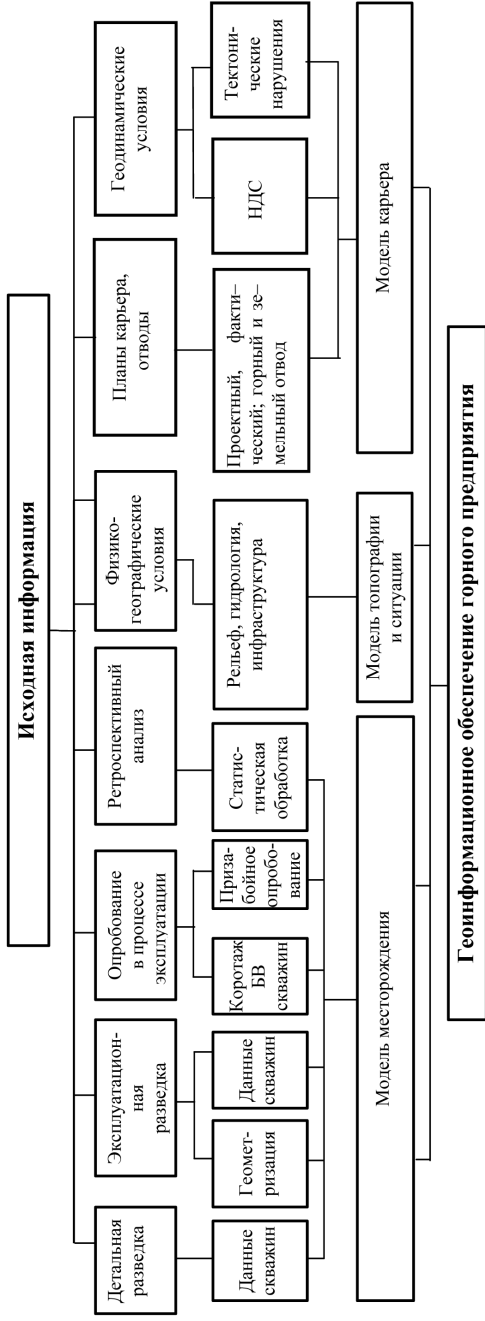 Исходная информация
Детальная
разведка
Эксплуатацион-
ная
разведка
Опробование
в процессе
эксплуатации
Ретроспективный
анализ
Физико-
географические
условия
Планы карьера,
отводы
Геодинамические
условия
Данные
скважин
Геомет-
ризация
Данные
скважин
Коротаж
БВ
скважин
Приза-
бойное
опробо-
вание
Статис-
тическая
обработка
Рельеф, гидрология,
инфраструктура
Проектный, факти–
ческий; горный и зе–
мельный отвод
НДС
Тектони-
ческие
нарушения
Модель месторождения
Модель топографии
и ситуации
Модель карьера
Геоинформационное обеспечение горного предприятия